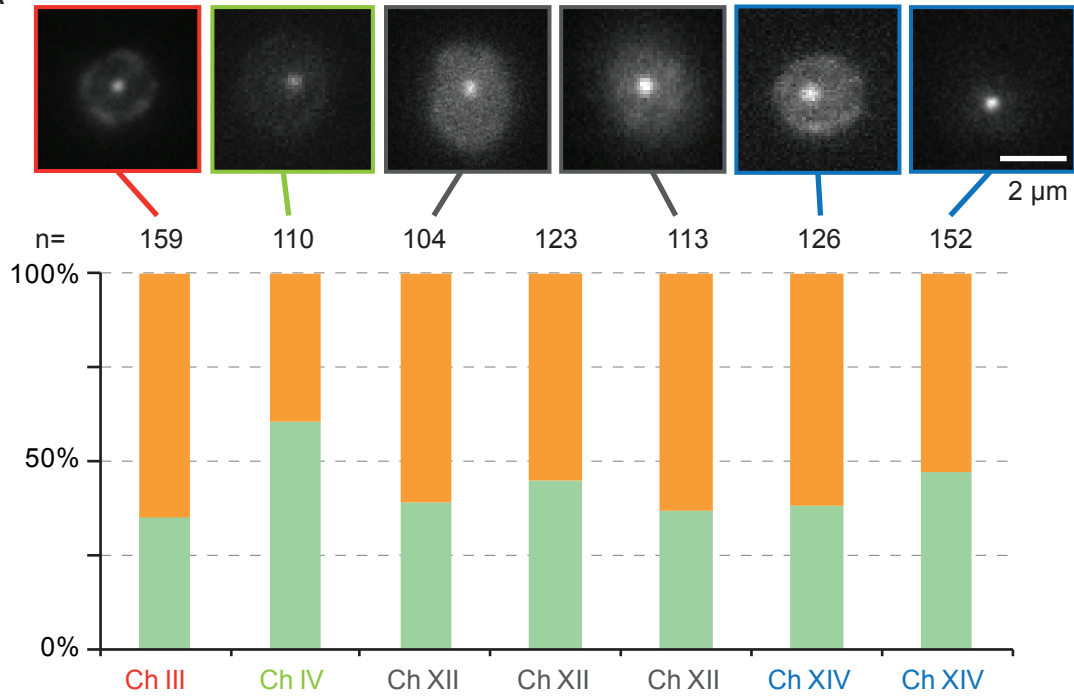 2 µm
n= 159 110 104 123 113 126 152
100%
50%
0%
Ch III Ch IV Ch XII Ch XII Ch XII Ch XIV Ch XIV